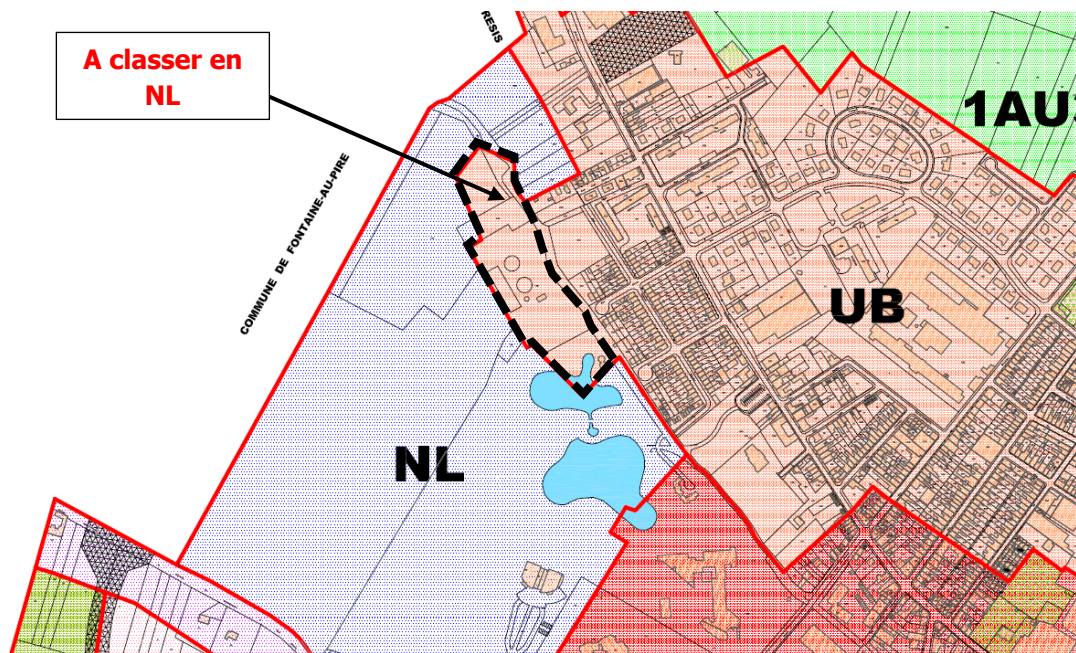 A classer en
NL
RESIS
1AU
COMMUNE DE FONTAINE-AU-PIRE
UB
NL